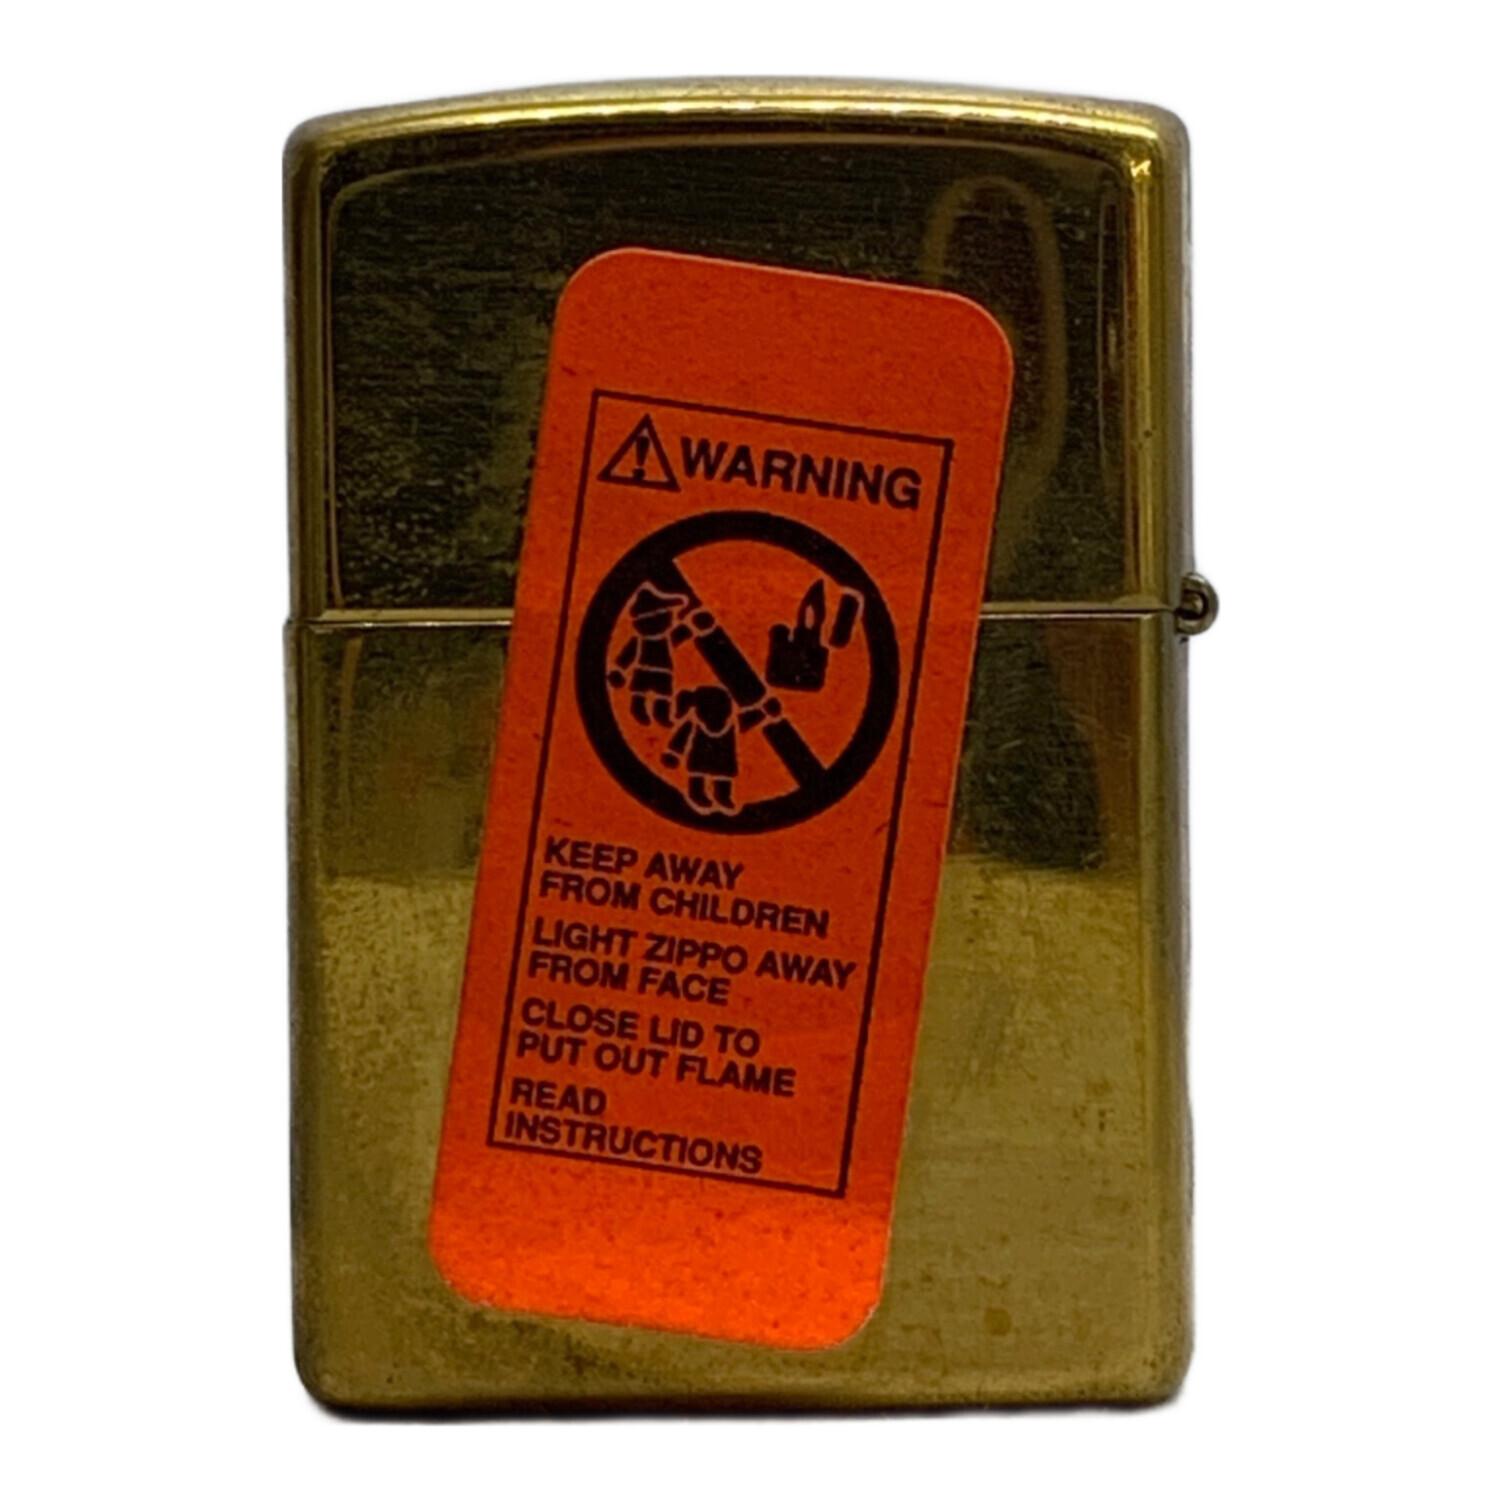 WARNING
KEEP AWAY
FROM CHILDREN
LIGHT ZIPPO AWAY
FROM FACE
CLOSE LID TO
PUT OUT FLAME
READ
INSTRUCTIONS